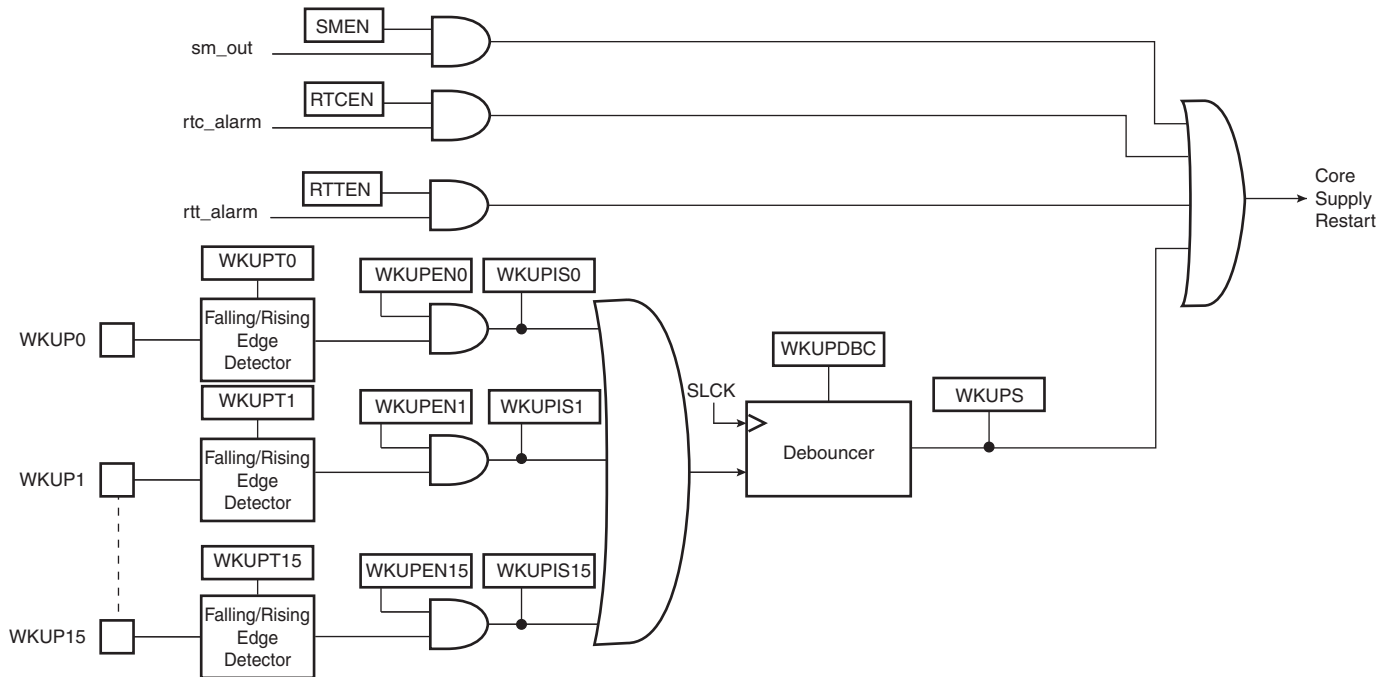 SMEN
sm_out
RTCEN
rtc_alarm
RTTEN
rtt_alarm
Core
Supply
Restart
WKUPT0
WKUPEN0
WKUPIS0
WKUP0
Falling/Rising
Edge
Detector
WKUPDBC
WKUPT1
WKUPEN1
WKUPIS1
SLCK
WKUPS
WKUP1
Falling/Rising
Edge
Detector
Debouncer
WKUPT15
WKUPEN15
WKUPIS15
WKUP15
Falling/Rising
Edge
Detector